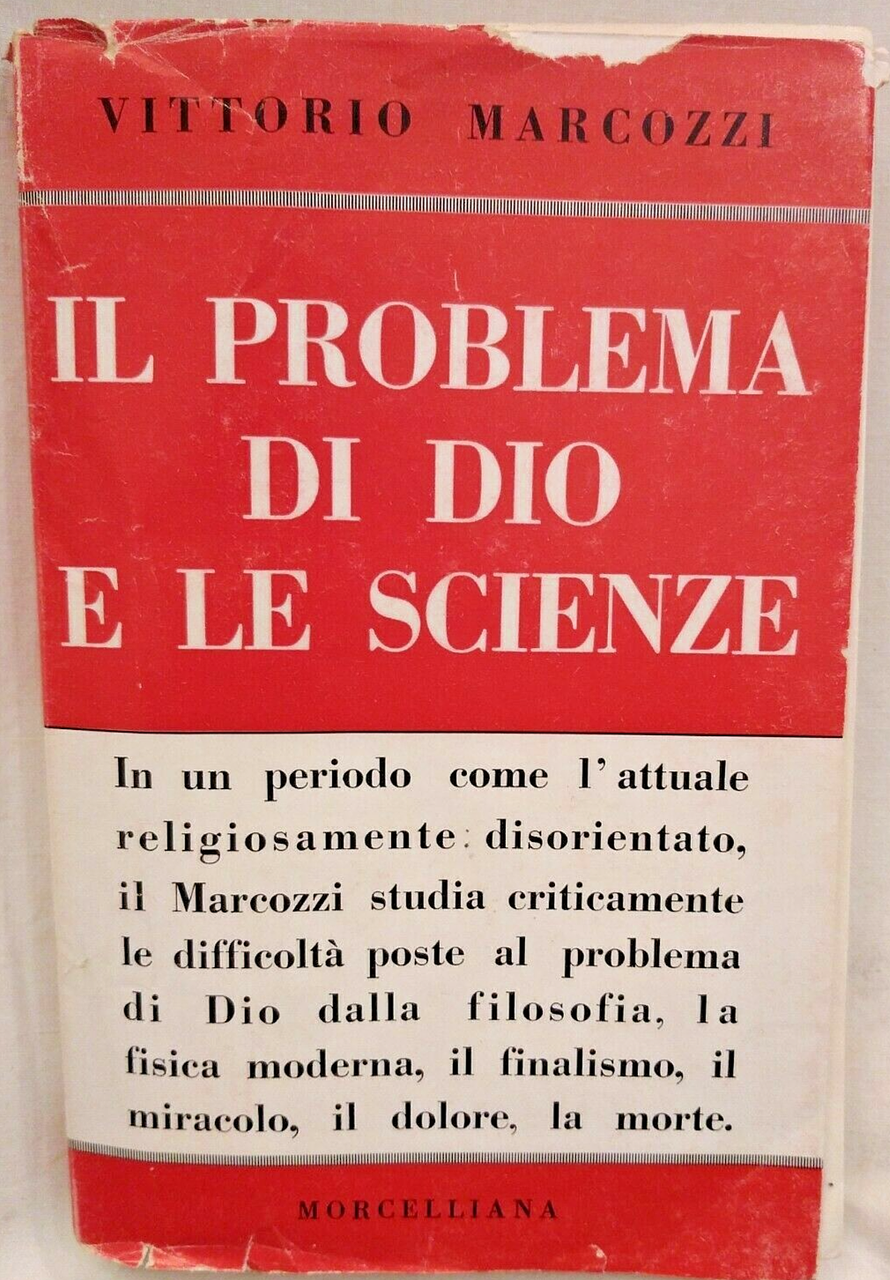 VITTORIO MARCOZZI
IL PROBLEMA
DI DIO
E LE SCIENZE
In un periodo come l'attuale
religiosamente disorientato,
il Marcozzi studia criticamente
le difficoltà poste al problema
di Dio dalla filosofia, la
fisica moderna, il finalismo, il
miracolo, il dolore, la morte.
MORCELLIANA